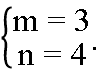 m = 3
n = 4.